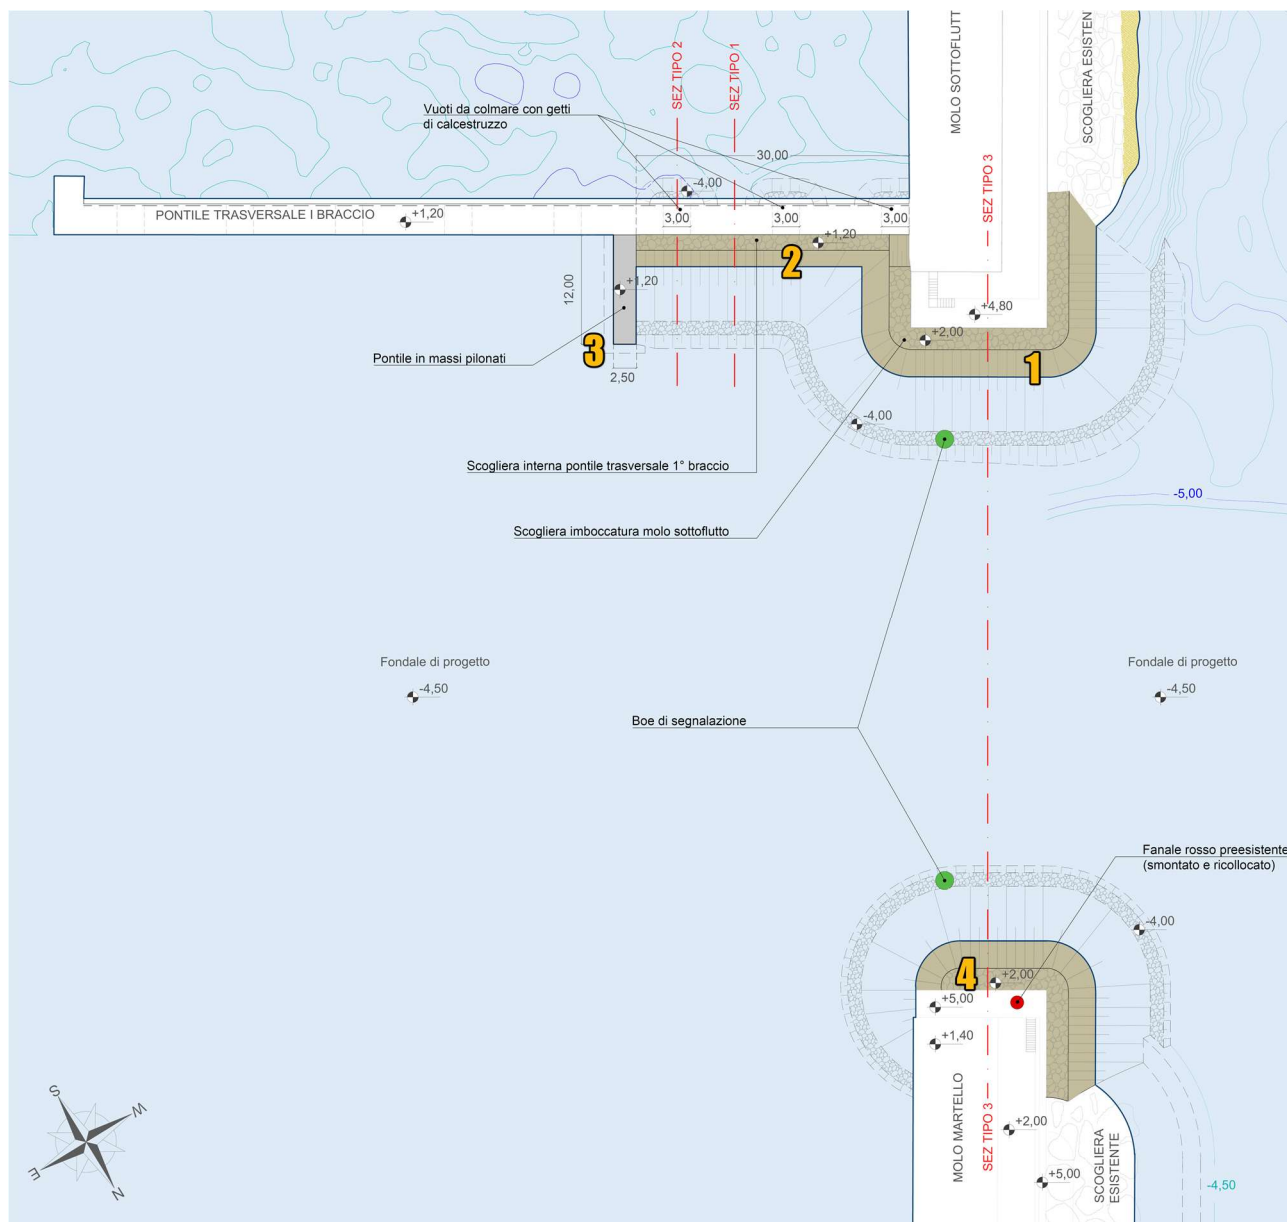 MOLO SOTTOFLUTT
SCOGLIERA ESISTEN
SEZ TIPO 2
SEZ TIPO 1
Vuoti da colmare con getti
di calcestruzzo
30,00
SEZ TIPO 3
-4,00
PONTILE TRASVERSALE I BRACCIO
+1,20
3,00
3,00
3,00
+1,20
2
12,00
+1,20
+4,80
+2,00
3
1
Pontile in massi pilonati
2,50
-4,00
Scogliera interna pontile trasversale 1° braccio
-5,00
Scogliera imboccatura molo sottoflutto
Fondale di progetto
-4,50
Fondale di progetto
-4,50
Boe di segnalazione
Fanale rosso preesistente
(smontato e ricollocato)
-4,00
4
+2,00
+5,00
+1,40
MOLO MARTELLO
SEZ TIPO 3
+2,00
SCOGLIERA
ESISTENTE
+5,00
-4,50
S
W
E
N